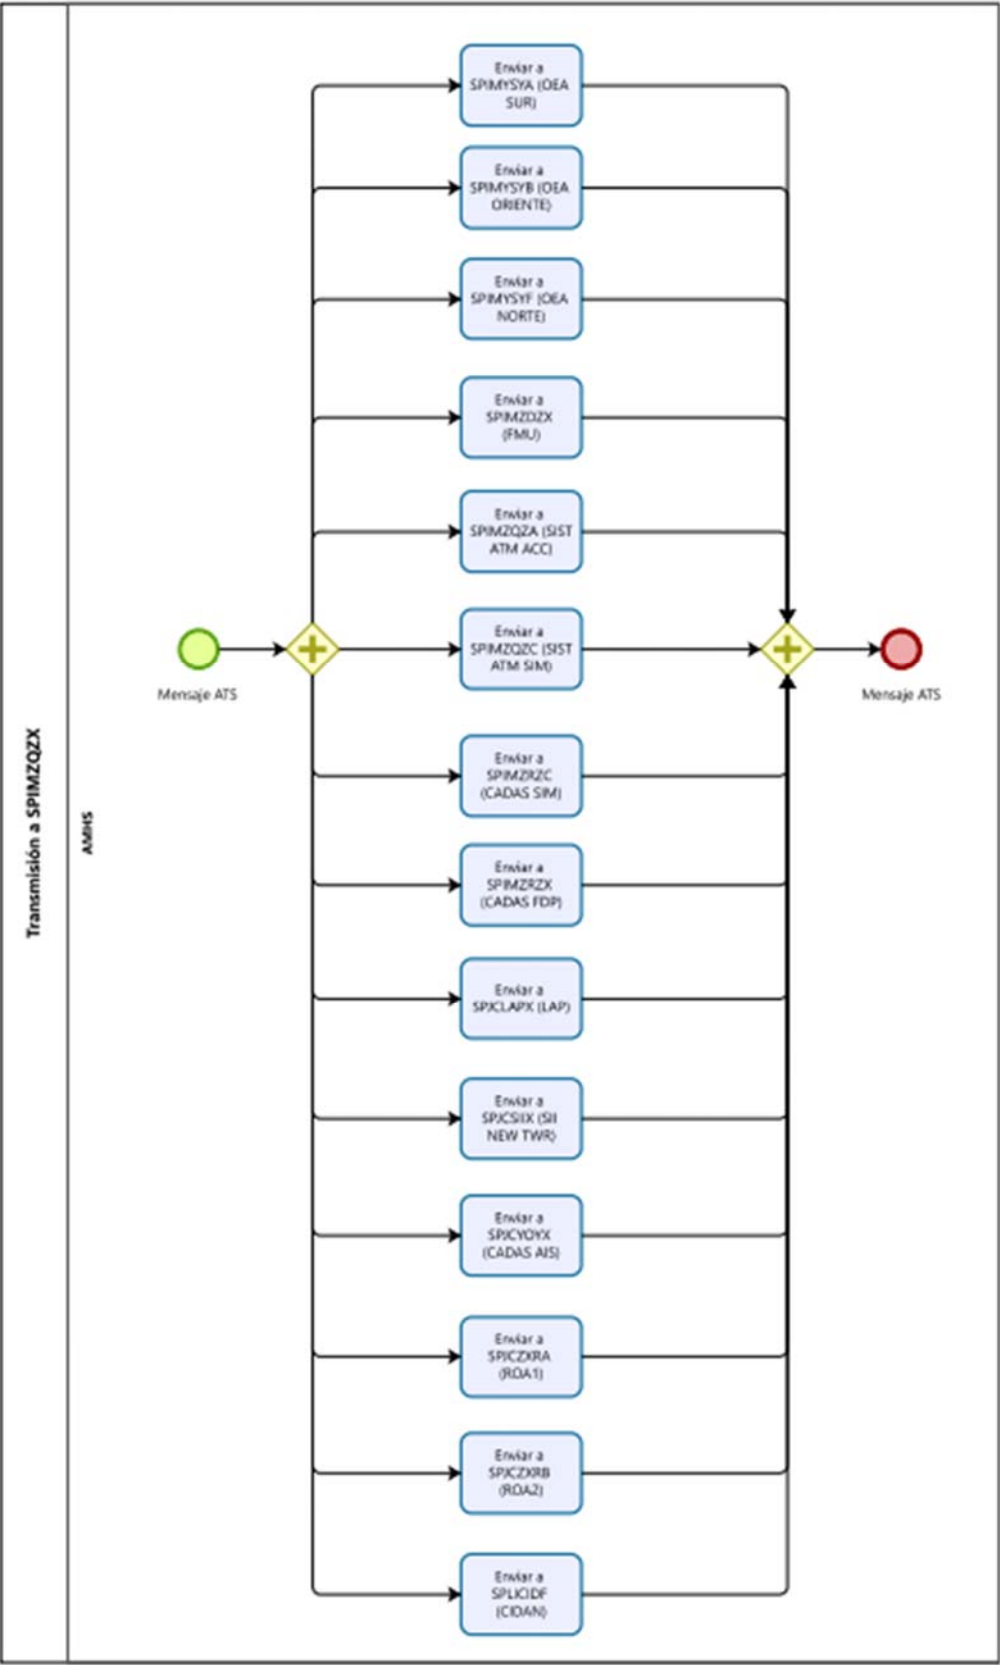 Transmisión a SPIMZQZX
AMHS
Mensaje ATS
Enviar a
SPIMYSYA (OEA
SUR)
Enviar a
SPIMYSYB (OEA
ORIENTE)
Enviar a
SPIMYSYF (OEA
NORTE)
Enviar a
SPIMZDZX
(FMU)
Enviar a
SPIMZQZA (SIST
ATM ACC)
Enviar a
SPIMZQZC (SIST
ATM SIM)
Enviar a
SPIMZRZC
(CADAS SIM)
Enviar a
SPIMZRZX
(CADAS FDP)
Enviar a
SPJCLAPX (LAP)
Enviar a
SPJCSIIX (SII
NEW TWR)
Enviar a
SPJCYOYX
(CADAS AIS)
Enviar a
SPJCZXRA
(ROA1)
Enviar a
SPJCZXRB
(ROA2)
Enviar a
(CIDAN)
Mensaje ATS